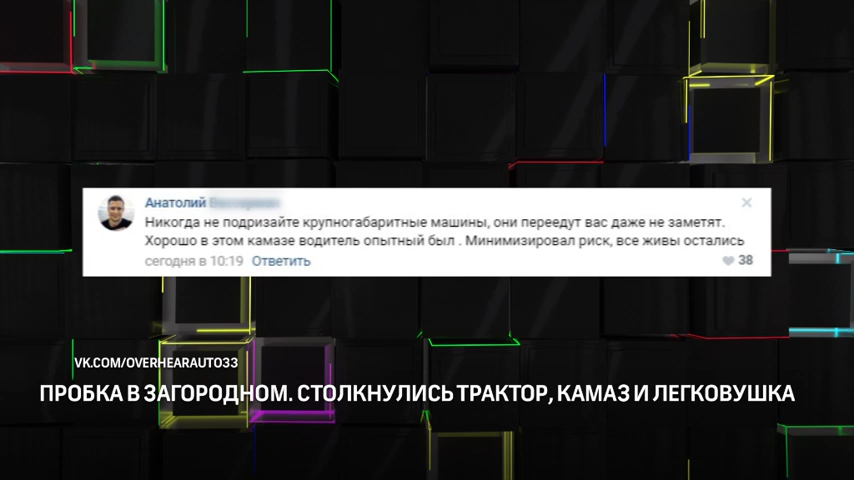 Анатолий
Никогда не подризайте крупногабаритные машины, они переедут вас даже не заметят.
Хорошо в этом камазе водитель опытный был . Минимизировал риск, все живы остались
сегодня в 10:19 Ответить 38
VK.COM/OVERHEARAUTO33
ПРОБКА В ЗАГОРОДНОМ. СТОЛКНУЛИСЬ ТРАКТОР, КАМАЗ И ЛЕГКОВУШКА